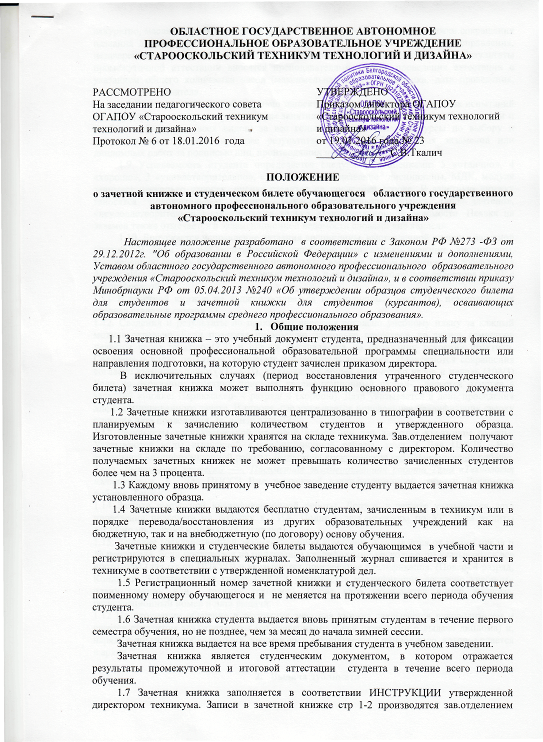 ОБЛАСТНОЕ ГОСУДАРСТВЕННОЕ АВТОНОМНОЕ
ПРОФЕССИОНАЛЬНОЕ ОБРАЗОВАТЕЛЬНОЕ УЧРЕЖДЕНИЕ
«СТАРООСКОЛЬСКИЙ ТЕХНИКУМ ТЕХНОЛОГИЙ И ДИЗАЙНА»
РАССМОТРЕНО
На заседании педагогического совета
ОГАПОУ «Старооскольский техникум
технологий и дизайна»
Протокол № 6 от 18.01.2016 года
УТВЕРЖДЕНО
Приказом директора ОГАПОУ
«Старооскольский техникум технологий
и дизайна»
от 19.01.2016 года № 23
ПОЛОЖЕНИЕ
о зачетной книжке и студенческом билете обучающегося областного государственного
автономного профессионального образовательного учреждения
«Старооскольский техникум технологий и дизайна»
Настоящее положение разработано в соответствии с Законом РФ №273 -ФЗ от
29.12.2012г. "Об образовании в Российской Федерации» с изменениями и дополнениями,
Уставом областного государственного автономного профессионального образовательного
учреждения «Старооскольский техникум технологий и дизайна», и в соответствии приказу
Минобрнауки РФ от 05.04.2013 №240 «Об утверждении образцов студенческого билета
для студентов и зачетной книжки для студентов (курсантов), осваивающих
образовательные программы среднего профессионального образования».
1. Общие положения
1.1 Зачетная книжка – это учебный документ студента, предназначенный для фиксации
освоения основной профессиональной образовательной программы специальности или
направления подготовки, на которую студент зачислен приказом директора.
В исключительных случаях (период восстановления утраченного студенческого
билета) зачетная книжка может выполнять функцию основного правового документа
студента.
1.2 Зачетные книжки изготавливаются централизованно в типографии в соответствии с
планируемым к зачислению количеством студентов и утвержденного образца.
Изготовленные зачетные книжки хранятся на складе техникума. Зав.отделением получают
зачетные книжки на складе по требованию, согласованному с директором. Количество
получаемых зачетных книжек не может превышать количество зачисленных студентов
более чем на 3 процента.
1.3 Каждому вновь принятому в учебное заведение студенту выдается зачетная книжка
установленного образца.
1.4 Зачетные книжки выдаются бесплатно студентам, зачисленным в техникум или в
порядке перевода/восстановления из других образовательных учреждений как на
бюджетную, так и на внебюджетную (по договору) основу обучения.
Зачетные книжки и студенческие билеты выдаются обучающимся в учебной части и
регистрируются в специальных журналах. Заполненный журнал сшивается и хранится в
техникуме в соответствии с утвержденной номенклатурой дел.
1.5 Регистрационный номер зачетной книжки и студенческого билета соответствует
поименному номеру обучающегося и не меняется на протяжении всего периода обучения
студента.
1.6 Зачетная книжка студента выдается вновь принятым студентам в течение первого
семестра обучения, но не позднее, чем за месяц до начала зимней сессии.
Зачетная книжка выдается на все время пребывания студента в учебном заведении.
Зачетная книжка является студенческим документом, в котором отражается
результаты промежуточной и итоговой аттестации студента в течение всего периода
обучения.
1.7 Зачетная книжка заполняется в соответствии ИНСТРУКЦИИ утвержденной
директором техникума. Записи в зачетной книжке стр 1-2 производятся зав.отделением